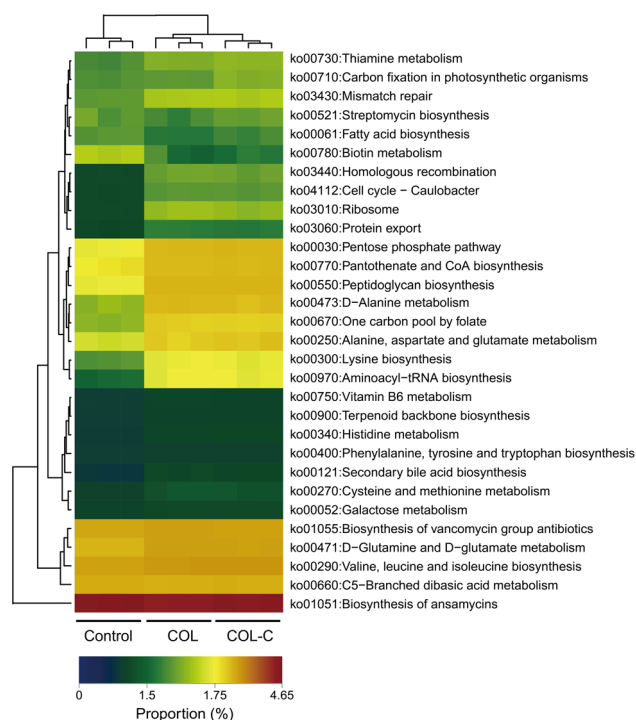 ko00730:Thiamine metabolism
ko00710:Carbon fixation in photosynthetic organisms
ko03430:Mismatch repair
ko00521:Streptomycin biosynthesis
ko00061:Fatty acid biosynthesis
ko00780:Biotin metabolism
ko03440:Homologous recombination
ko04112:Cell cycle − Caulobacter
ko03010:Ribosome
ko03060:Protein export
ko00030:Pentose phosphate pathway
ko00770:Pantothenate and CoA biosynthesis
ko00550:Peptidoglycan biosynthesis
ko00473:D−Alanine metabolism
ko00670:One carbon pool by folate
ko00250:Alanine, aspartate and glutamate metabolism
ko00300:Lysine biosynthesis
ko00970:Aminoacyl−tRNA biosynthesis
ko00750:Vitamin B6 metabolism
ko00900:Terpenoid backbone biosynthesis
ko00340:Histidine metabolism
ko00400:Phenylalanine, tyrosine and tryptophan biosynthesis
ko00121:Secondary bile acid biosynthesis
ko00270:Cysteine and methionine metabolism
ko00052:Galactose metabolism
ko01055:Biosynthesis of vancomycin group antibiotics
ko00471:D−Glutamine and D−glutamate metabolism
ko00290:Valine, leucine and isoleucine biosynthesis
ko00660:C5−Branched dibasic acid metabolism
ko01051:Biosynthesis of ansamycins
Control COL COL-C
0 1.5 1.75 4.65
Proportion (%)